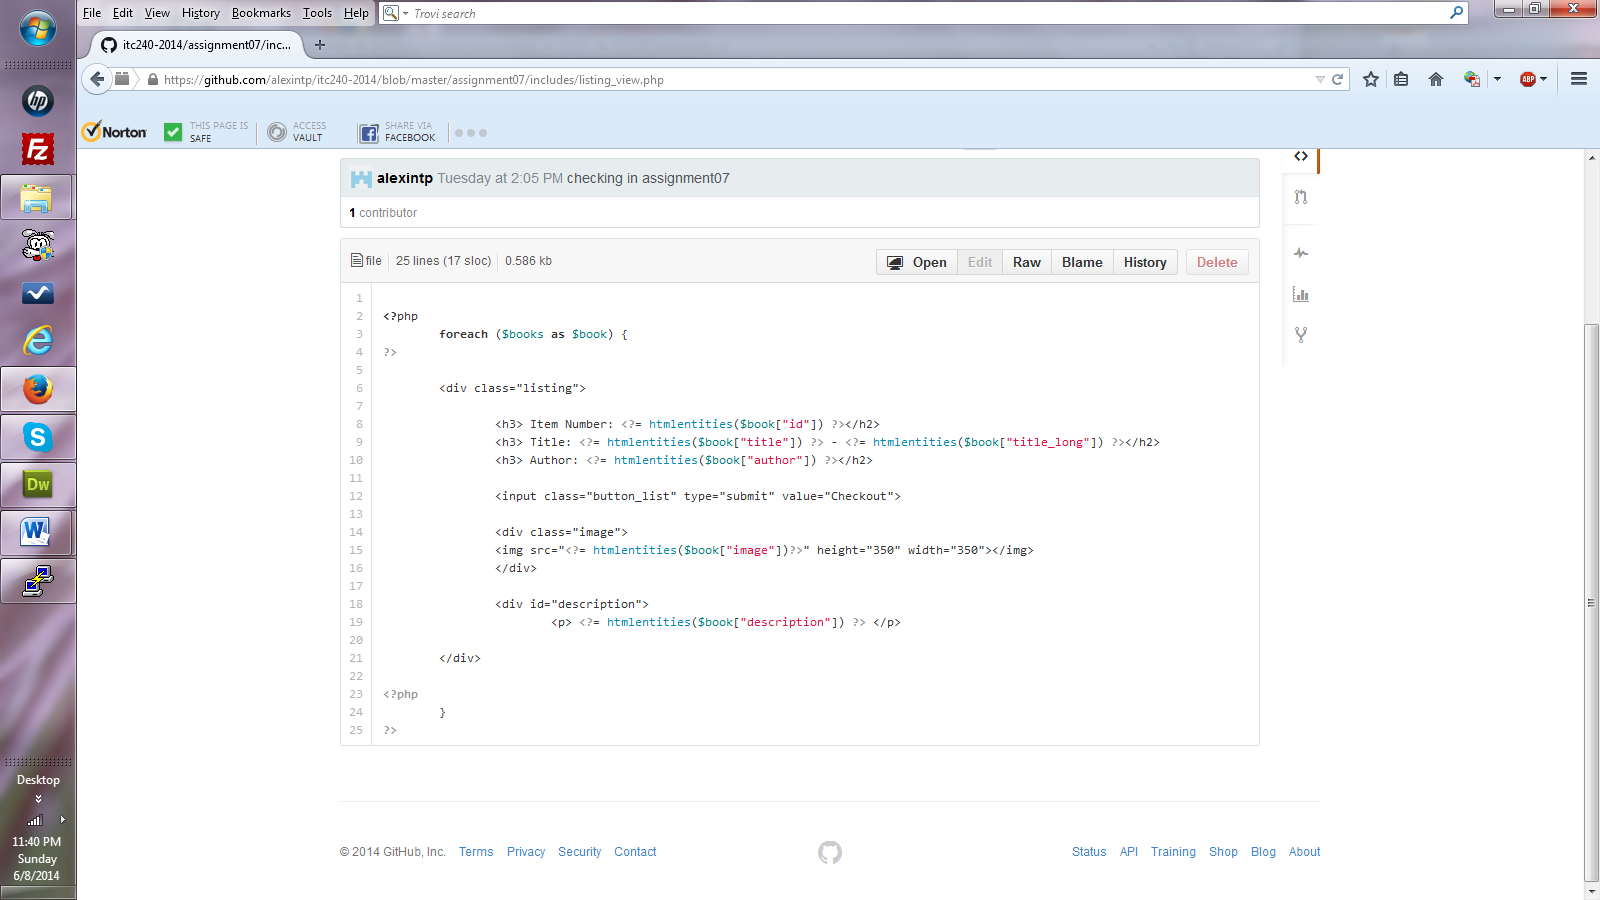 File Edit View History Bookmarks Tools Help Trovi search
itc240-2014/assignment07/inc... +
https://github.com/alexintp/itc240-2014/blob/master/assignment07/includes/listing_view.php
ABP
Norton THIS PAGE IS SAFE ACCESS VAULT SHARE VIA FACEBOOK
hp
Fz
S
Dw
W
alexintp Tuesday at 2:05 PM checking in assignment07
1 contributor
file 25 lines (17 sloc) 0.586 kb Open Edit Raw Blame History Delete
1
2 <?php
3 foreach ($books as $book) {
4 ?>
5
6 <div class="listing">
7
8 <h3> Item Number: <?= htmlentities($book["id"]) ?></h2>
9 <h3> Title: <?= htmlentities($book["title"]) ?> - <?= htmlentities($book["title_long"]) ?></h2>
10 <h3> Author: <?= htmlentities($book["author"]) ?></h2>
11
12 <input class="button_list" type="submit" value="Checkout">
13
14 <div class="image">
15 <img src="<?= htmlentities($book["image"])?>" height="350" width="350"></img>
16 </div>
17
18 <div id="description">
19 <p> <?= htmlentities($book["description"]) ?> </p>
20
21 </div>
22
23 <?php
24 }
25 ?>
© 2014 GitHub, Inc. Terms Privacy Security Contact Status API Training Shop Blog About
Desktop
11:40 PM
Sunday
6/8/2014